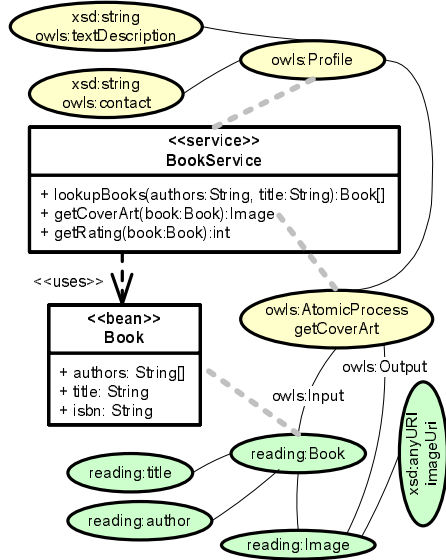 xsd:string
owls:textDescription
owls:Profile
xsd:string
owls:contact
<<service>>
BookService
+ lookupBooks(authors:String, title:String):Book[]
+ getCoverArt(book:Book):Image
+ getRating(book:Book):int
<<uses>>
<<bean>>
Book
+ authors: String[]
+ title: String
+ isbn: String
owls:AtomicProcess
getCoverArt
owls:Output
owls:Input
xsd:anyURI
imageUri
reading:Book
reading:title
reading:author
reading:Image